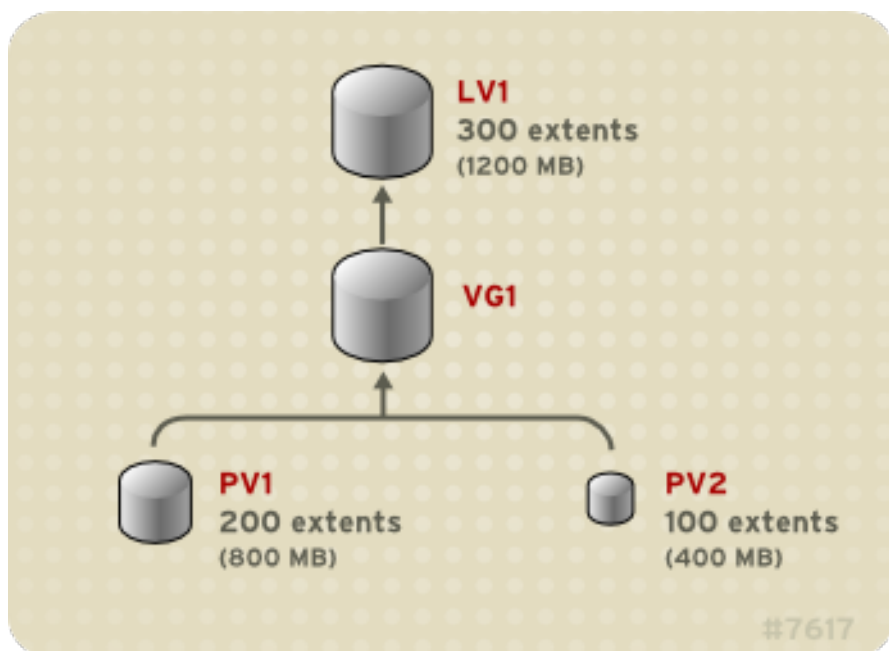 LV1
300 extents
(1200 MB)
VG1
PV1
200 extents
(800 MB)
PV2
100 extents
(400 MB)
#7617